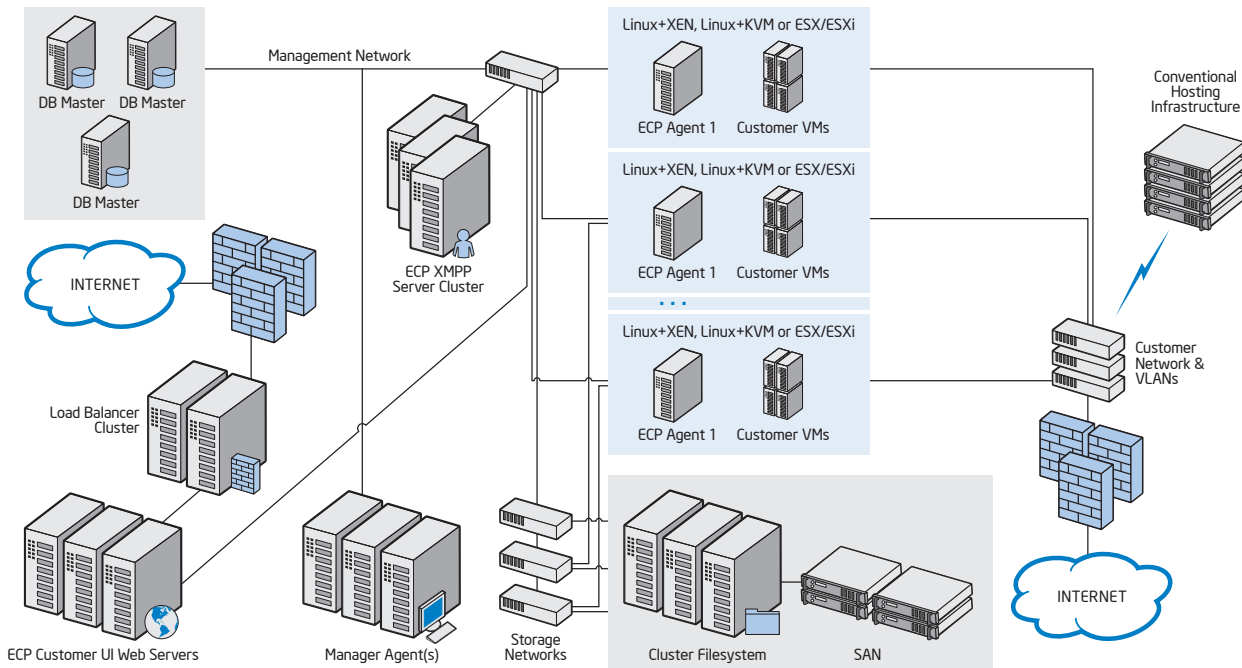 Management Network
DB Master
DB Master
DB Master
INTERNET
Load Balancer
Cluster
ECP Customer UI Web Servers
ECP XMPP
Server Cluster
Manager Agent(s)
Linux+XEN, Linux+KVM or ESX/ESXi
ECP Agent 1
Customer VMs
Linux+XEN, Linux+KVM or ESX/ESXi
ECP Agent 1
Customer VMs
...
Linux+XEN, Linux+KVM or ESX/ESXi
ECP Agent 1
Customer VMs
Storage
Networks
Cluster Filesystem
SAN
Conventional
Hosting
Infrastructure
Customer
Network &
VLANs
INTERNET